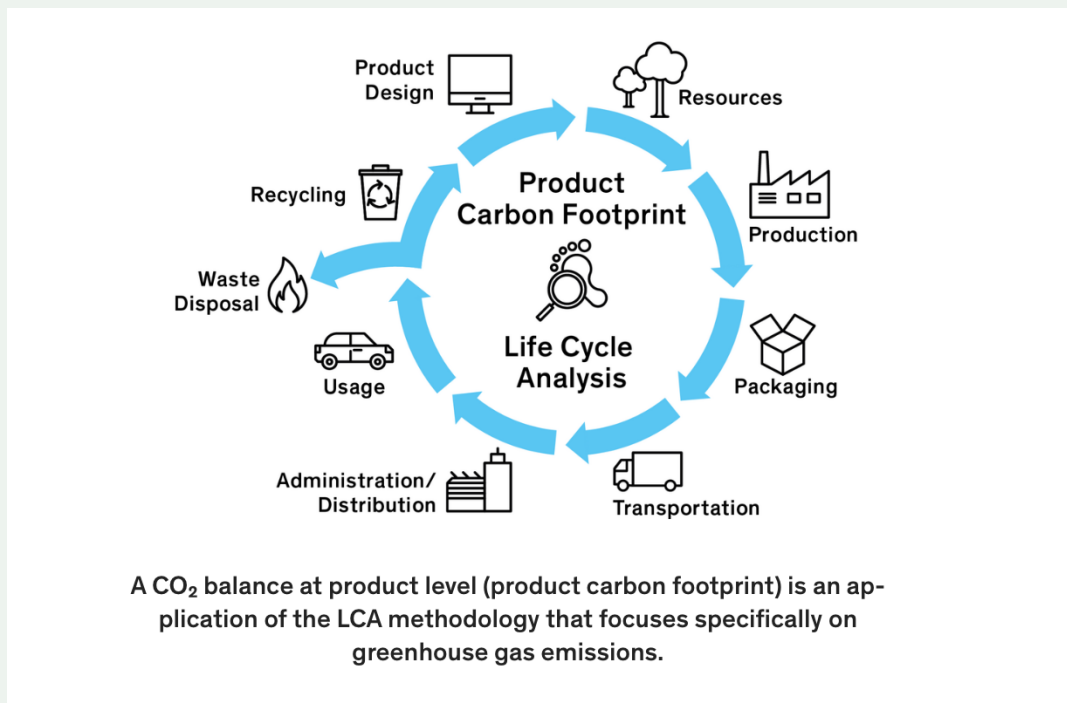 Product
Design
Resources
Recycling
Product
Carbon Footprint
Production
Waste
Disposal
Life Cycle
Analysis
Usage
Packaging
Administration/
Distribution
Transportation
A CO₂ balance at product level (product carbon footprint) is an ap-
plication of the LCA methodology that focuses specifically on
greenhouse gas emissions.